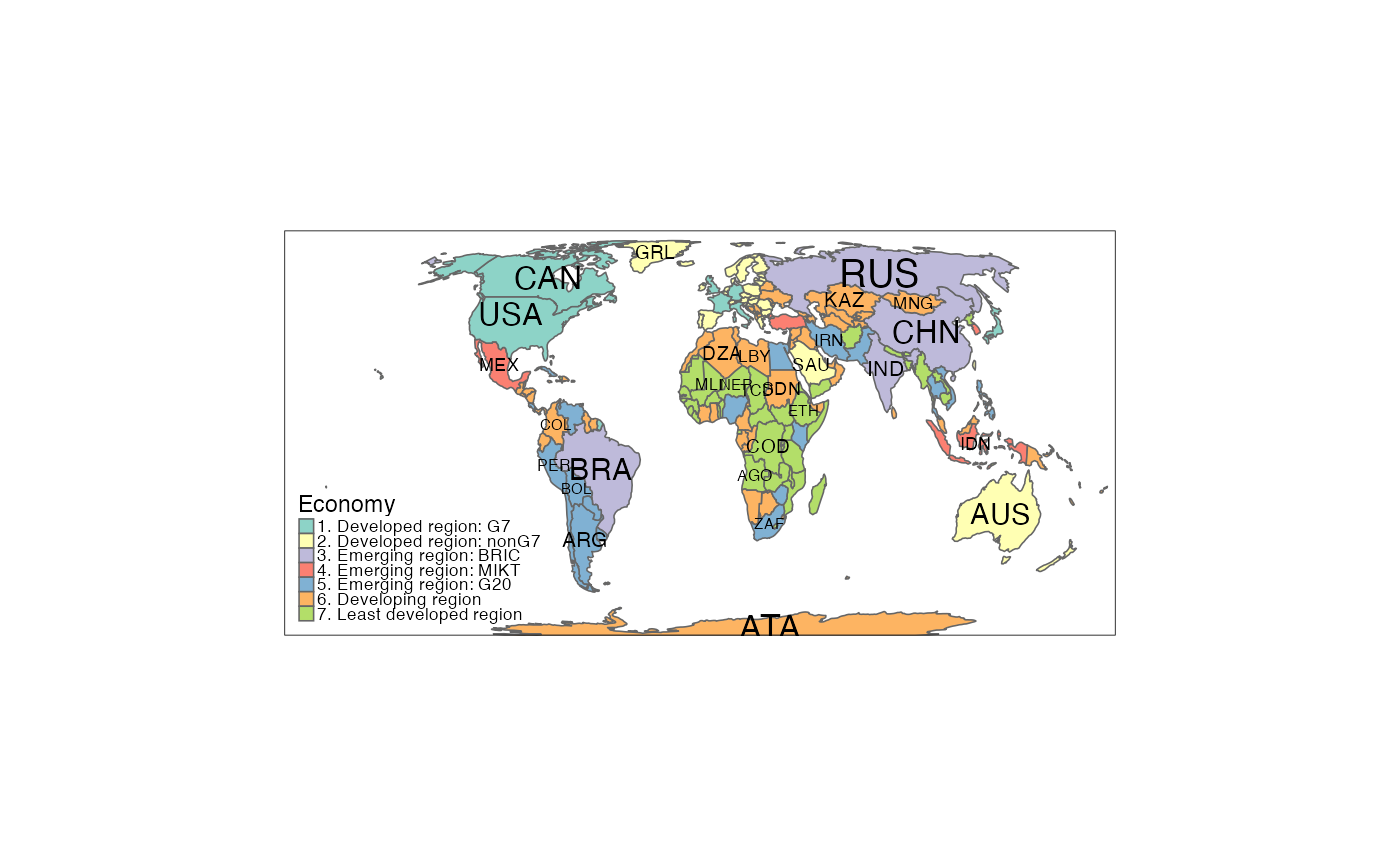 GRL
CAN
RUS
USA
KAZ
MNG
CHN
DZA
LBY
IRN
MEX
SAU
IND
MLI
NER
TCD
SDN
ETH
COL
COD
IDN
PER
BRA
AGO
BOL
AUS
ZAF
ARG
Economy
1. Developed region: G7
2. Developed region: nonG7
3. Emerging region: BRIC
4. Emerging region: MIKT
5. Emerging region: G20
6. Developing region
7. Least developed region
ATA